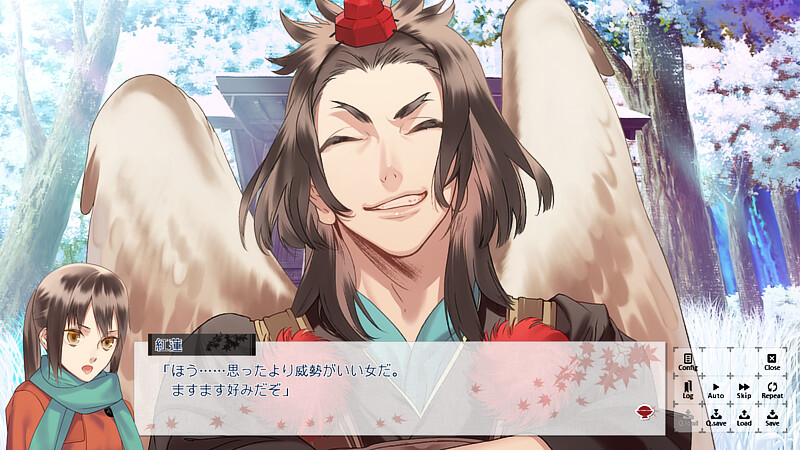 紅蓮
「ほう……思ったより威勢がいい女だ。
ますます好みだぞ」
Config
Close
Log
Auto
Skip
Repeat
Q.save
Load
Save